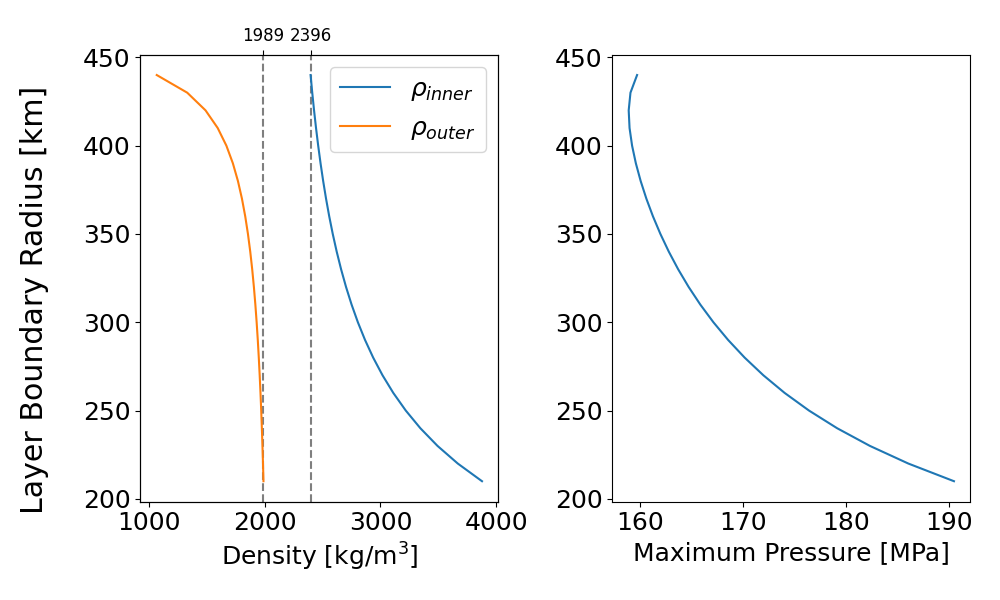 1989 2396
450
400
350
300
250
200
Layer Boundary Radius [km]
ρinner
ρouter
1000 2000 3000 4000
Density [kg/m³]
450
400
350
300
250
200
160 170 180 190
Maximum Pressure [MPa]